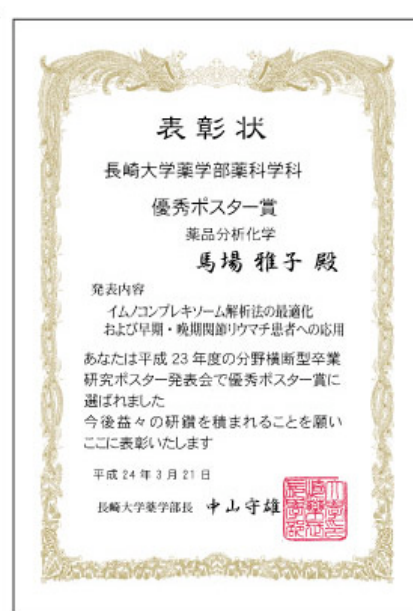 表彰状
長崎大学薬学部薬科学科
優秀ポスター賞
薬品分析化学
馬場雅子殿
発表内容
イムノコンプレキソーム解析法の最適化
および早期・晩期関節リウマチ患者への応用
あなたは平成 23 年度の分野横断型卒業
研究ポスター発表会で優秀ポスター賞に
選ばれました
今後益々の研鑽を積まれることを願い
ここに表彰いたします
平成 24 年 3 月 21 日
長崎大学薬学部長 中山守雄